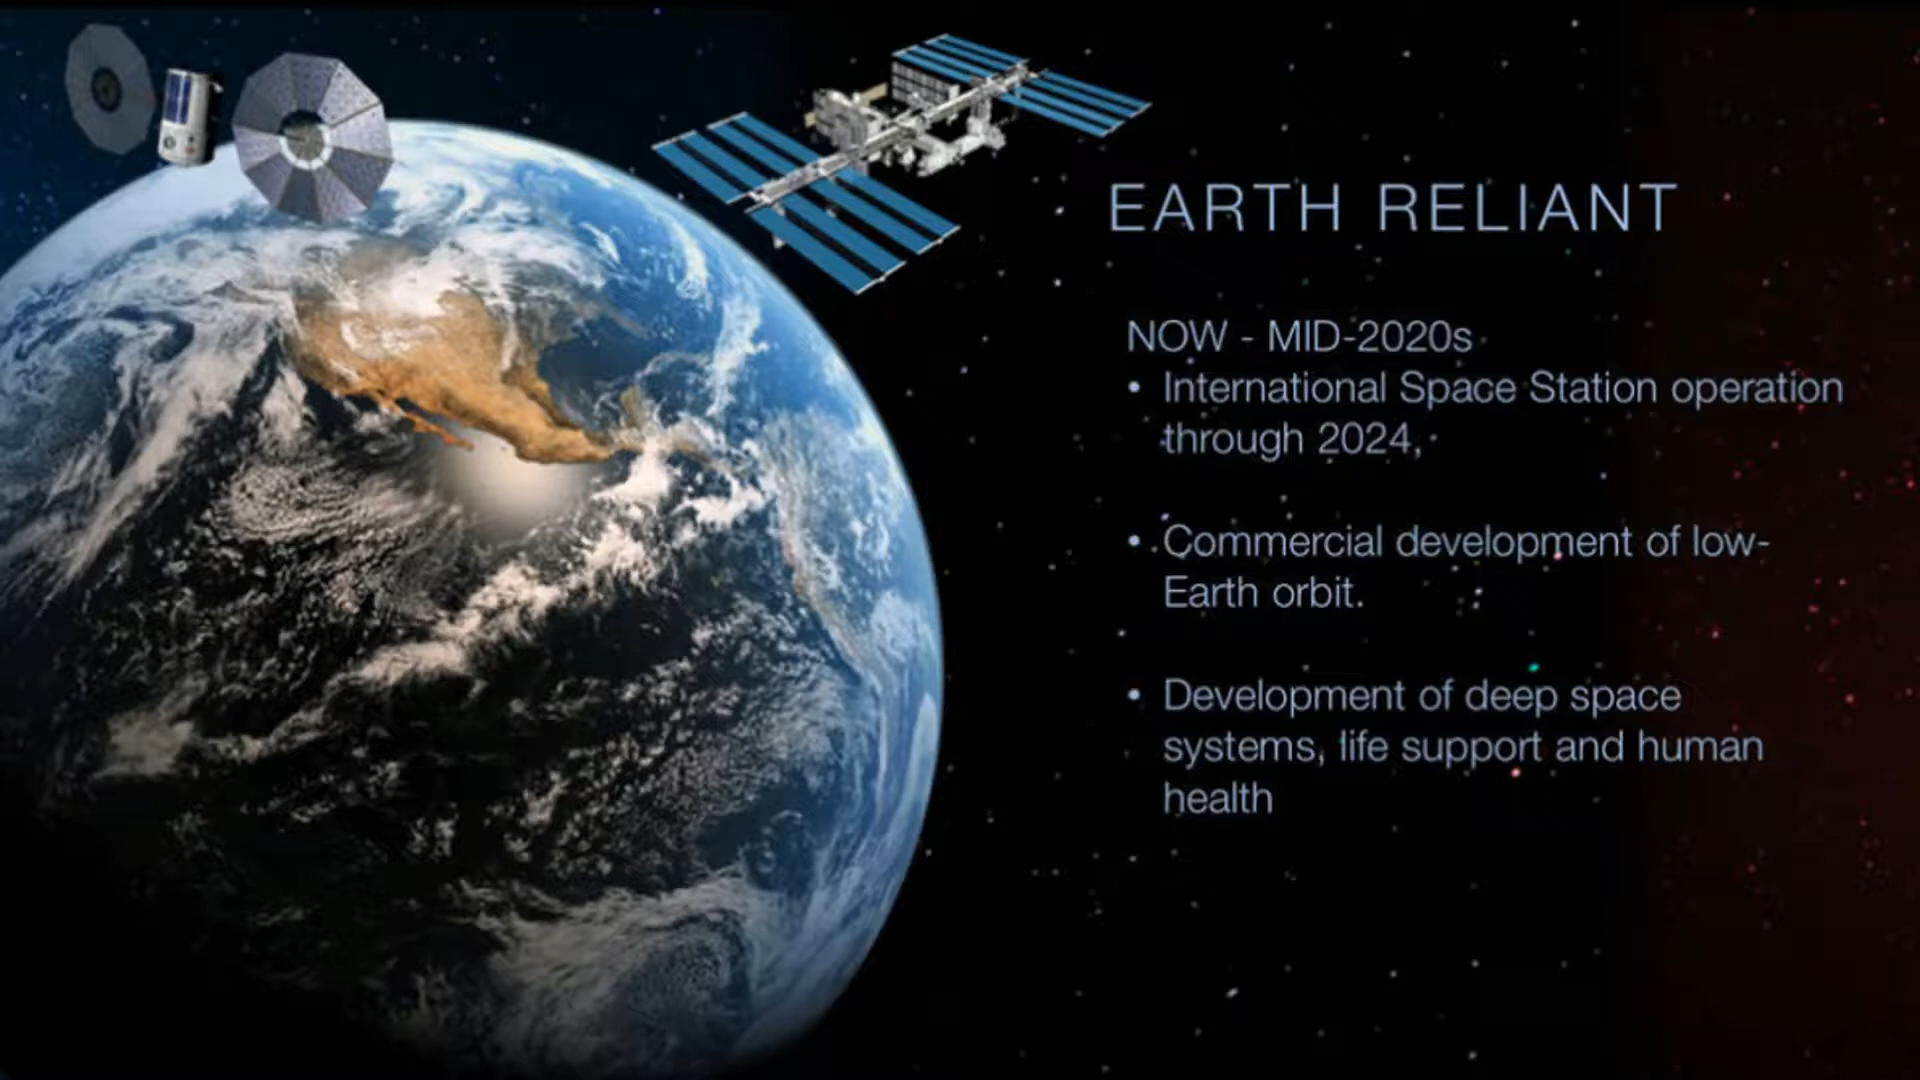 EARTH RELIANT
NOW - MID-2020s
• International Space Station operation
through 2024,
• Commercial development of low-
Earth orbit.
• Development of deep space
systems, life support and human
health